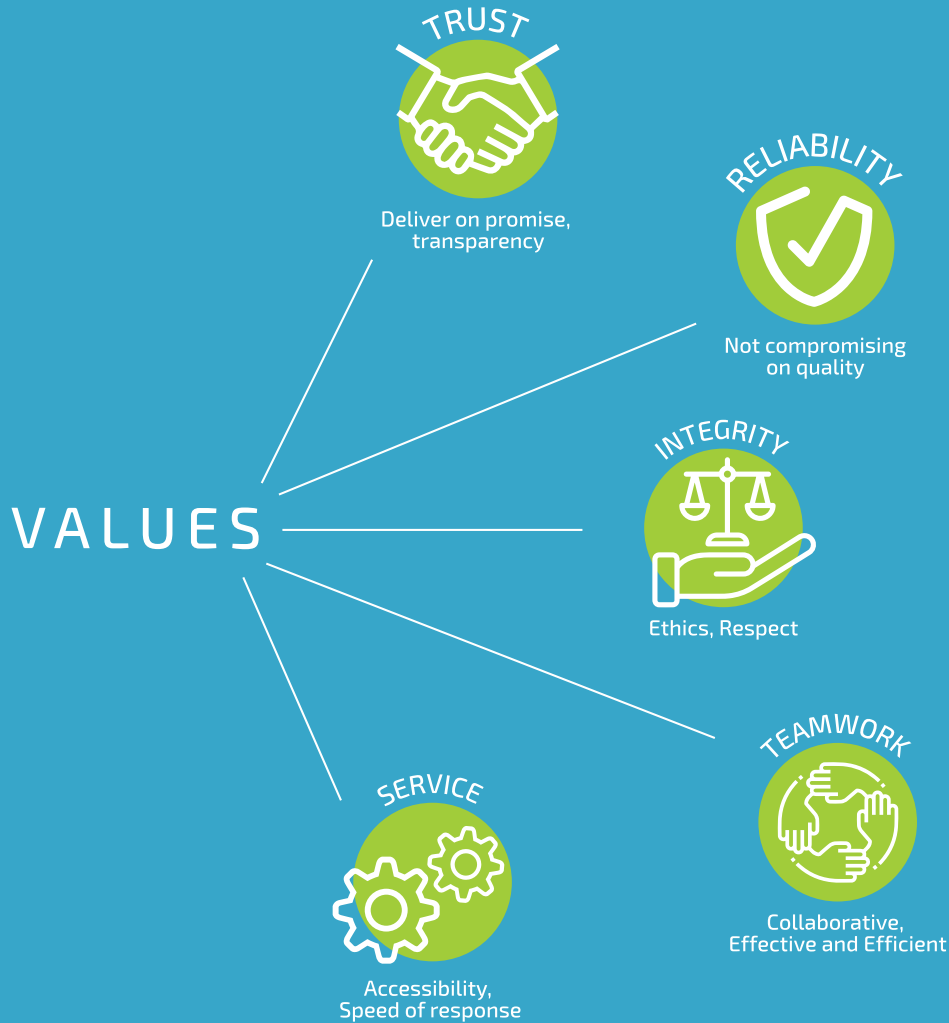 TRUST
Deliver on promise,
transparency
RELIABILITY
Not compromising
on quality
INTEGRITY
Ethics, Respect
VALUES
TEAMWORK
Collaborative,
Effective and Efficient
SERVICE
Accessibility,
Speed of response